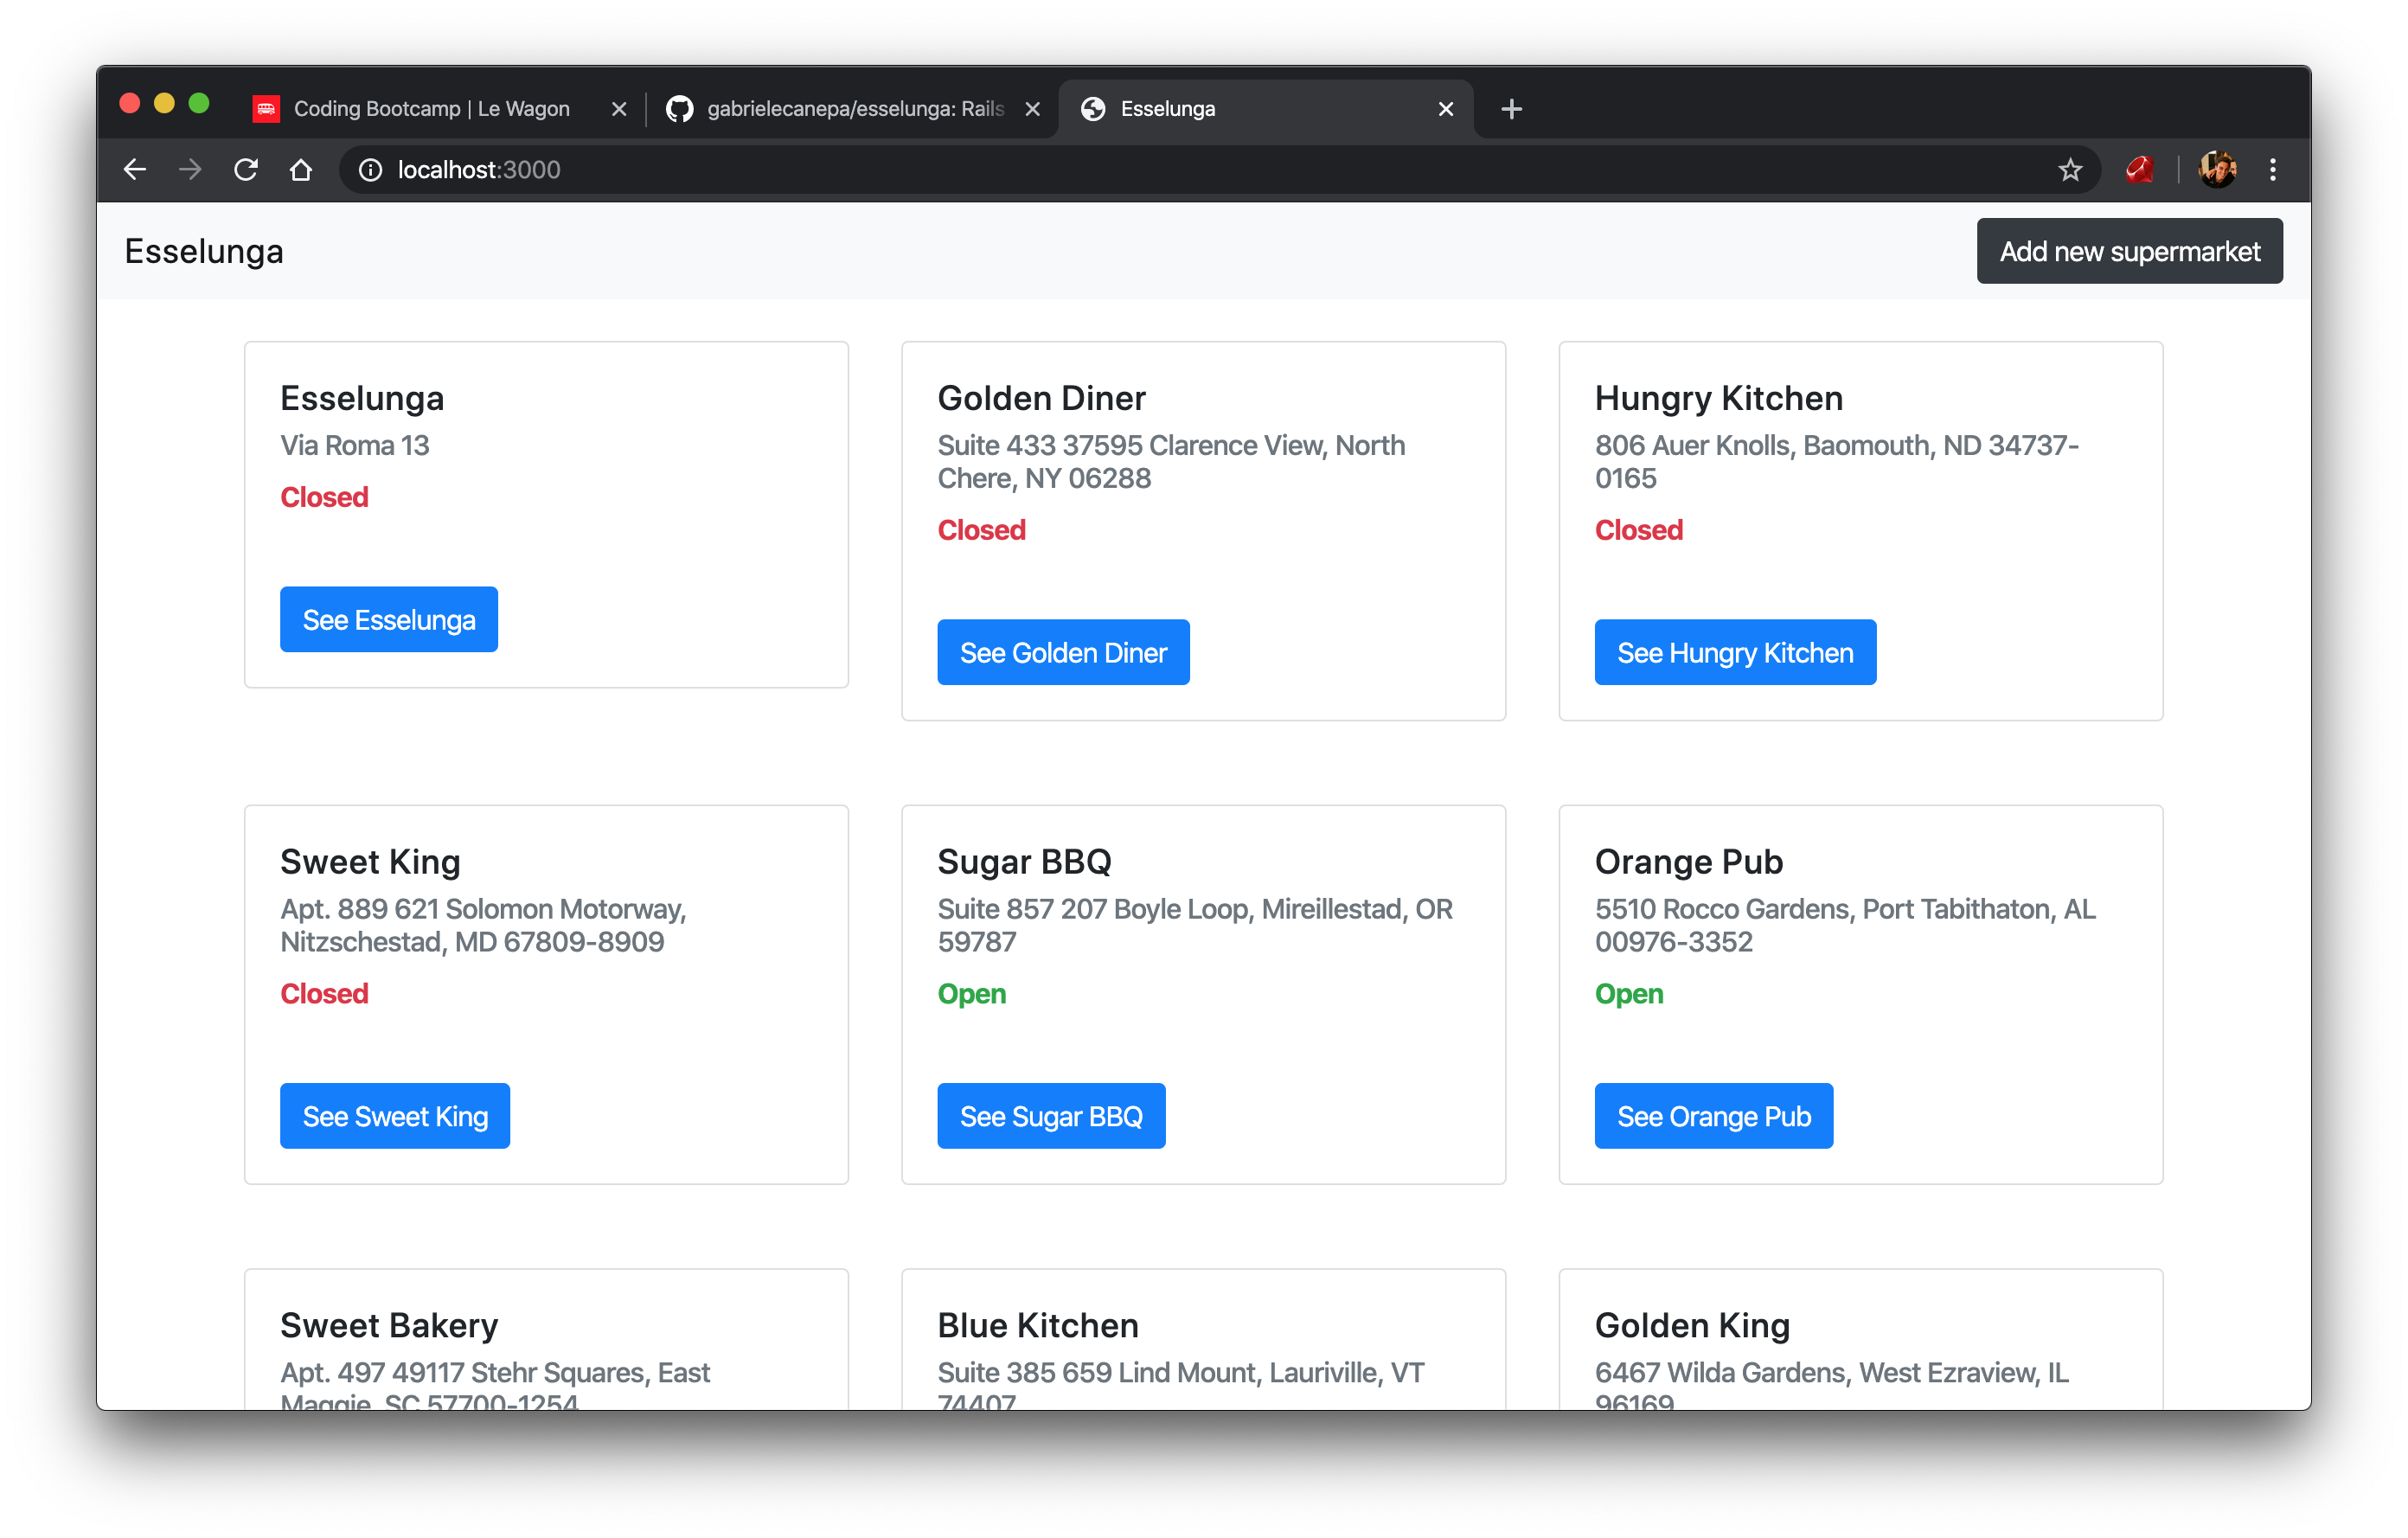 Coding Bootcamp | Le Wagon
gabrielecanepa/esselunga: Rails
Esselunga
localhost:3000
Esselunga
Add new supermarket
Esselunga
Via Roma 13
Closed
See Esselunga
Golden Diner
Suite 433 37595 Clarence View, North
Chere, NY 06288
Closed
See Golden Diner
Hungry Kitchen
806 Auer Knolls, Baomouth, ND 34737-
0165
Closed
See Hungry Kitchen
Sweet King
Apt. 889 621 Solomon Motorway,
Nitzschestad, MD 67809-8909
Closed
See Sweet King
Sugar BBQ
Suite 857 207 Boyle Loop, Mireillestad, OR
59787
Open
See Sugar BBQ
Orange Pub
5510 Rocco Gardens, Port Tabithaton, AL
00976-3352
Open
See Orange Pub
Sweet Bakery
Apt. 497 49117 Stehr Squares, East
Maggie, SC 57700-1254
Blue Kitchen
Suite 385 659 Lind Mount, Lauriville, VT
74407
Golden King
6467 Wilda Gardens, West Ezraview, IL
96169